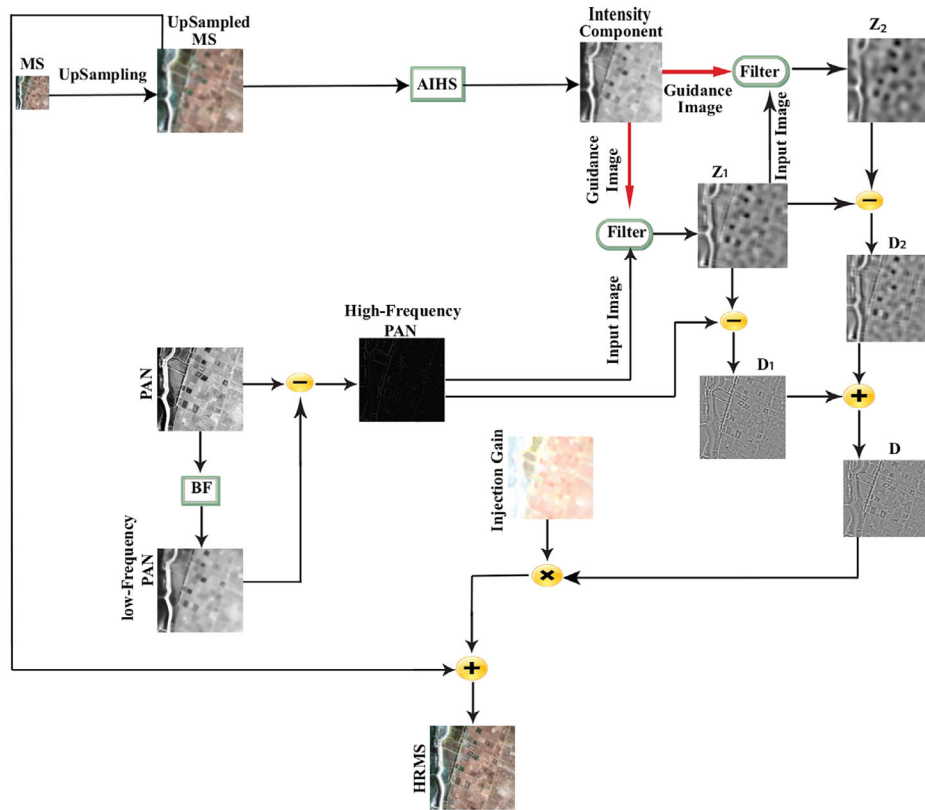 UpSampled
MS
MS
UpSampling
AIHS
Intensity
Component
Filter
Guidance
Image
Z2
Guidance
Image
Input Image
Z1
Filter
D2
Input Image
High-Frequency
PAN
D1
PAN
BF
low-Frequency
PAN
Injection Gain
D
HRMS